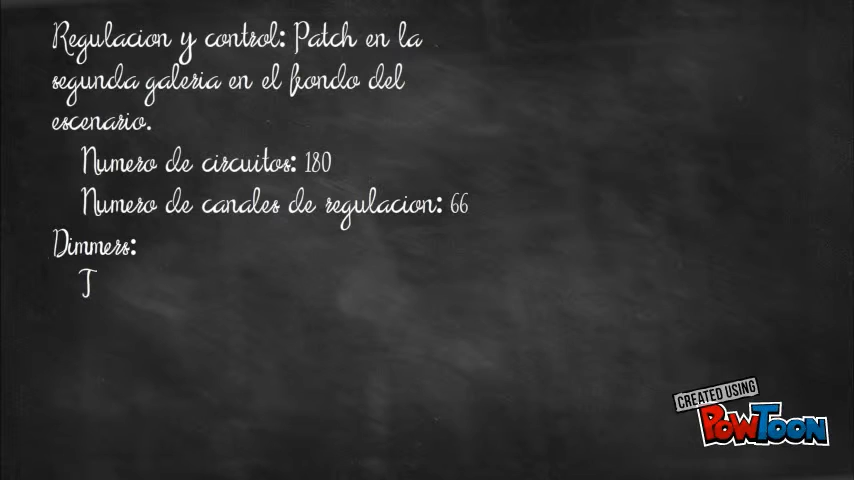 Regulacion y control: Patch en la
segunda galeria en el fondo del
escenario.
Numero de circuitos: 180
Numero de canales de regulacion: 66
Dimmers:
T
CREATED USING
POWTOON